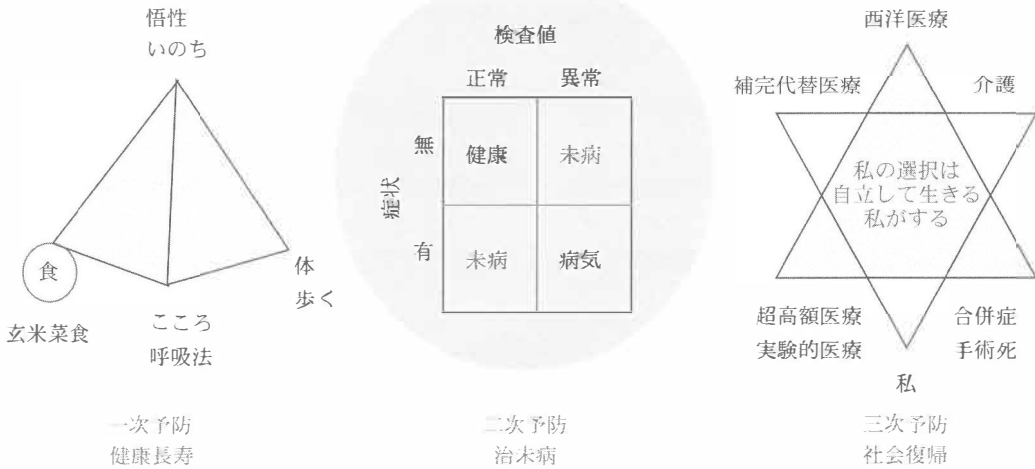 悟性
いのち
食
玄米菜食
こころ
呼吸法
体
歩く
一次予防
健康長寿
検査値
正常
異常
症状
無
有
健康
未病
未病
病気
二次予防
治未病
西洋医療
補完代替医療
介護
私の選択は
自立して生きる
私がする
超高額医療
実験的医療
合併症
手術死
私
三次予防
社会復帰